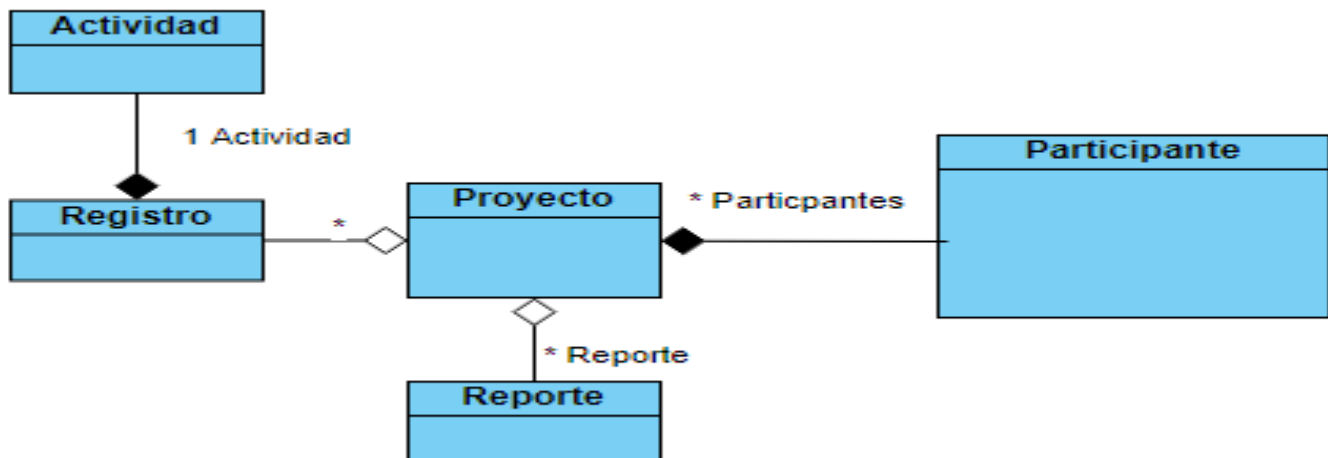 Actividad
1 Actividad
Participante
Proyecto
* Particpantes
Registro
*
* Reporte
Reporte